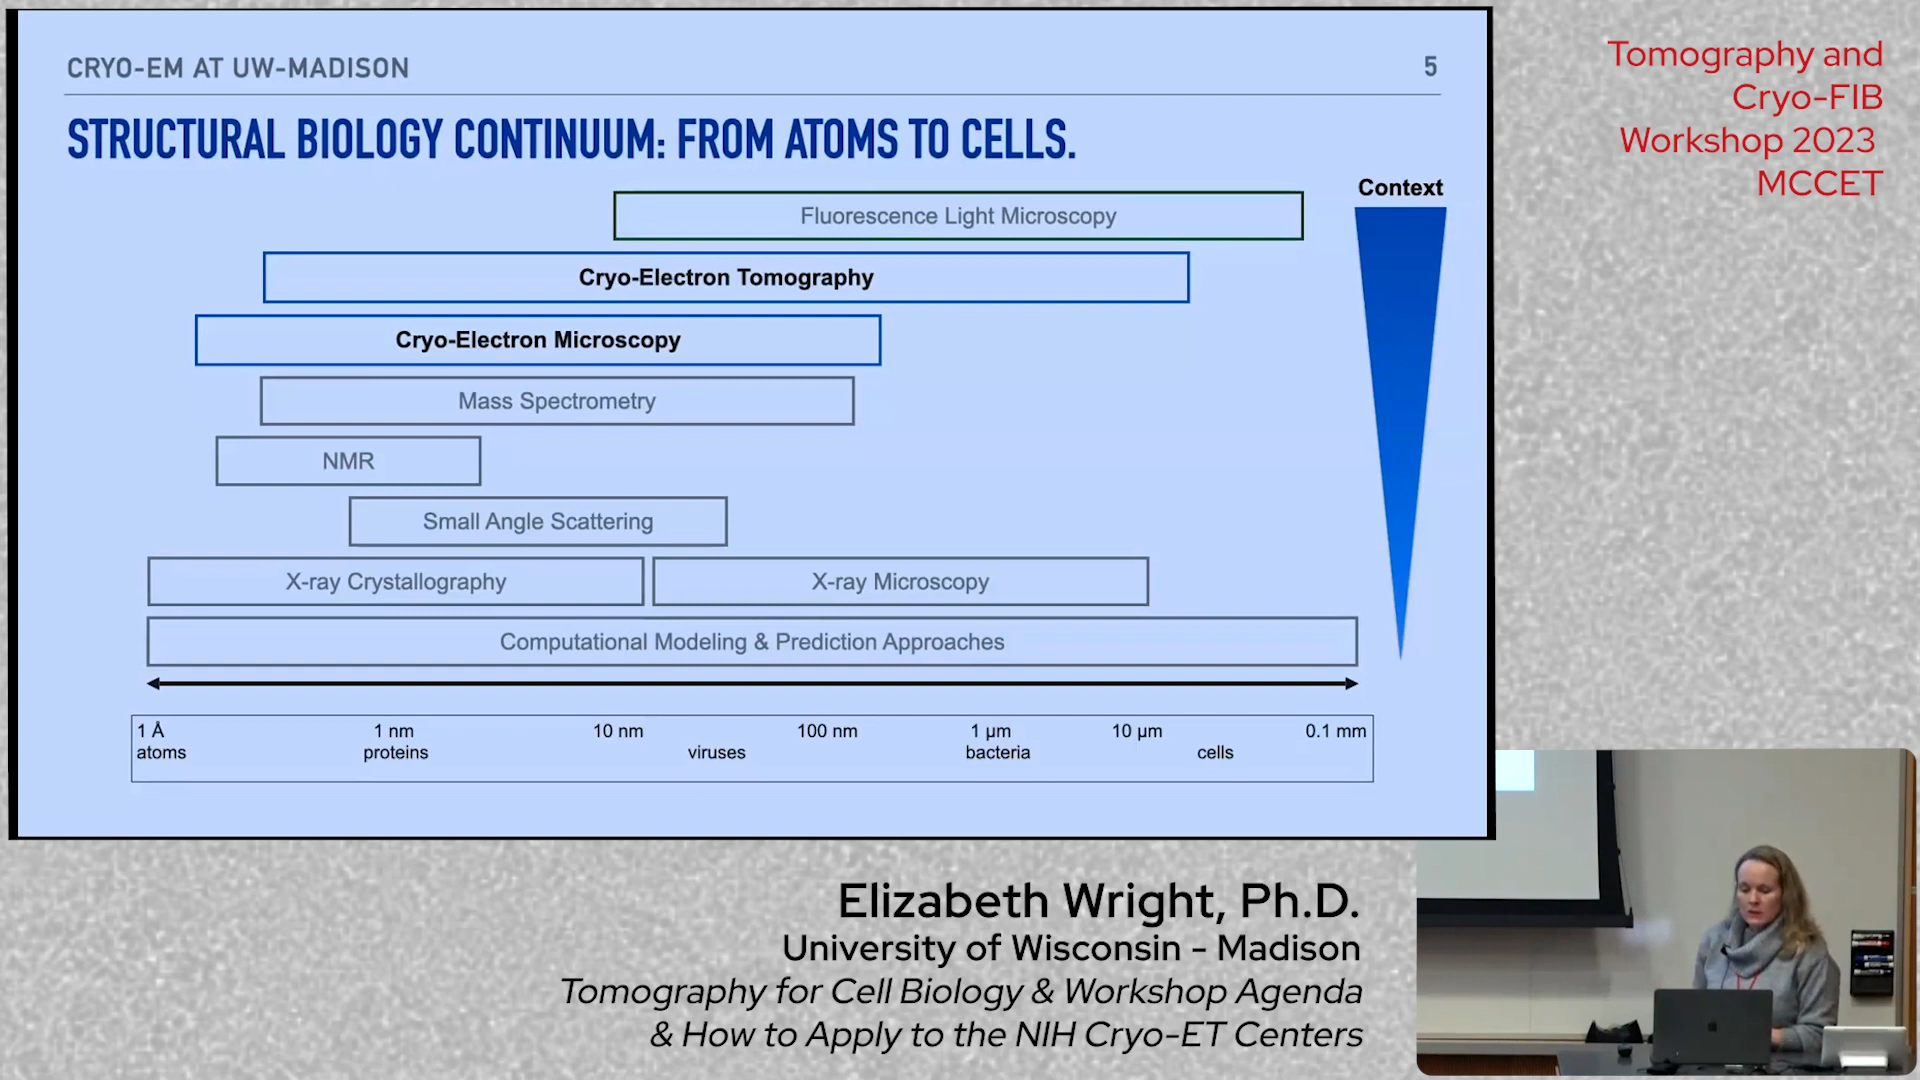 CRYO-EM AT UW-MADISON
5
STRUCTURAL BIOLOGY CONTINUUM: FROM ATOMS TO CELLS.
Context
Fluorescence Light Microscopy
Cryo-Electron Tomography
Cryo-Electron Microscopy
Mass Spectrometry
NMR
Small Angle Scattering
X-ray Crystallography
X-ray Microscopy
Computational Modeling & Prediction Approaches
1 Å 1 nm 10 nm 100 nm 1 μm 10 μm 0.1 mm
atoms proteins viruses bacteria cells
Tomography and
Cryo-FIB
Workshop 2023
MCCET
Elizabeth Wright, Ph.D.
University of Wisconsin - Madison
Tomography for Cell Biology & Workshop Agenda
& How to Apply to the NIH Cryo-ET Centers